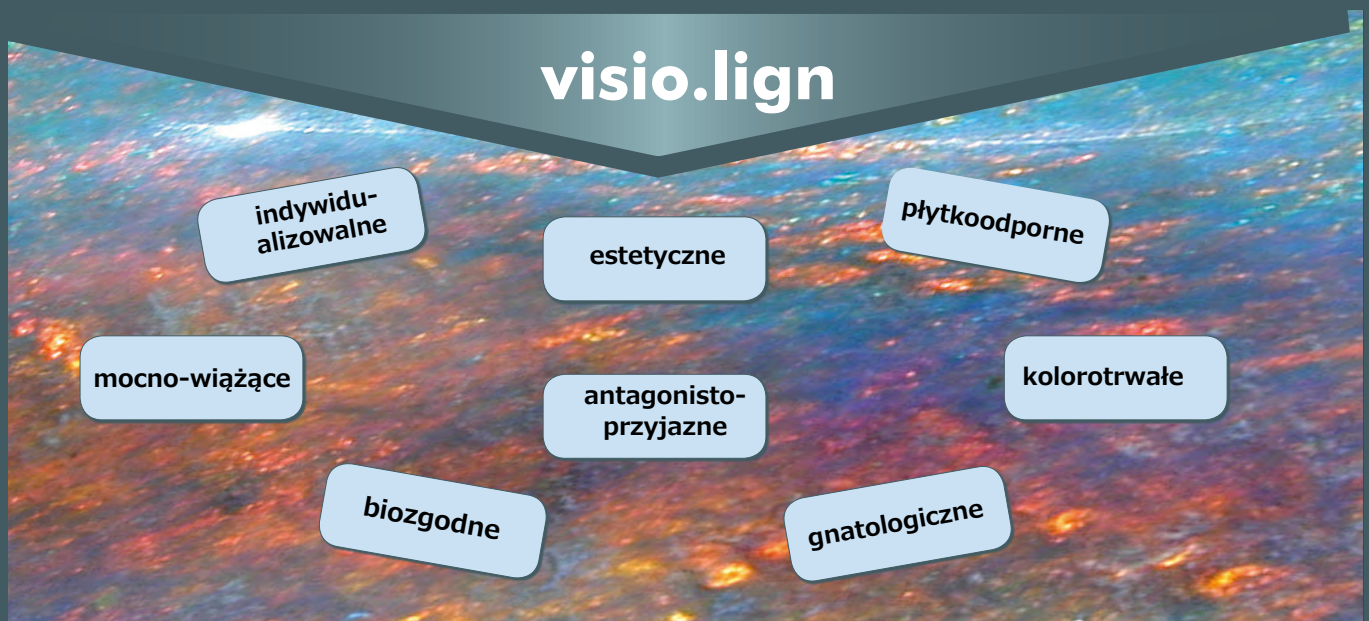 visio.lign
indywidu-
alizowalne
estetyczne
płytkoodporne
mocno-wiążące
antagonisto-
przyjazne
kolorotrwałe
biozgodne
gnatologiczne